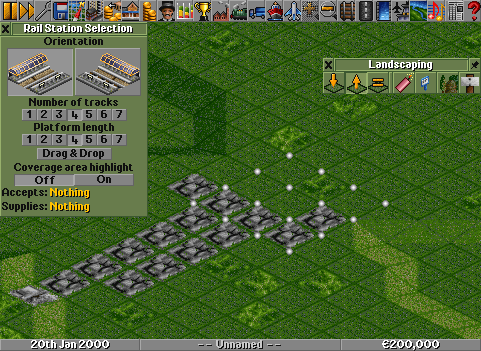 Rail Station Selection
Orientation
Landscaping
Number of tracks
1 2 3 4 5 6 7
Platform length
1 2 3 4 5 6 7
Drag & Drop
Coverage area highlight
Off On
Accepts: Nothing
Supplies: Nothing
20th Jan 2000
-- Unnamed --
€200,000